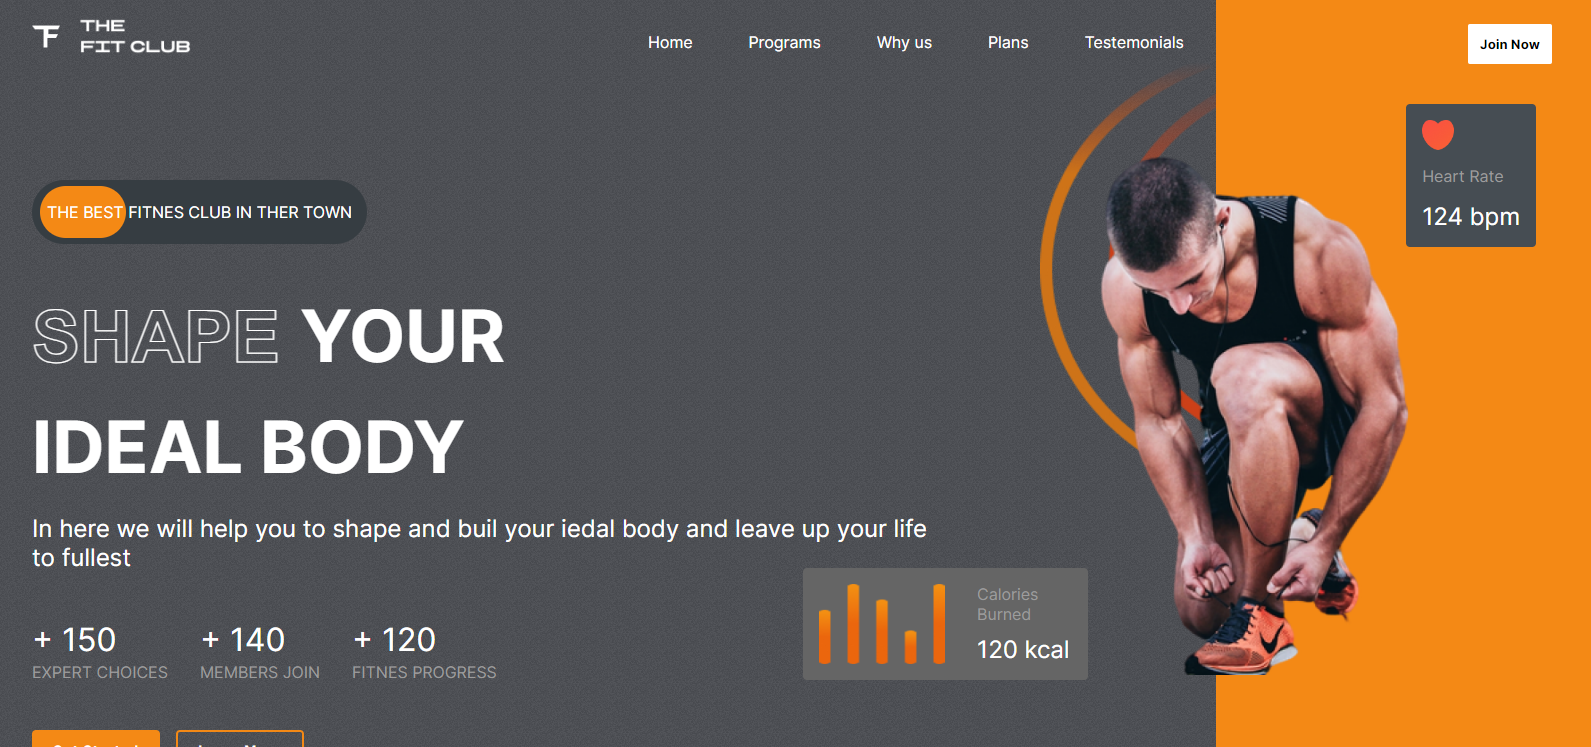 THE
FIT CLUB
Home
Programs
Why us
Plans
Testemonials
Join Now
Heart Rate
124 bpm
THE BEST FITNES CLUB IN THER TOWN
SHAPE YOUR
IDEAL BODY
In here we will help you to shape and buil your iedal body and leave up your life
to fullest
Calories
Burned
120 kcal
+ 150
EXPERT CHOICES
+ 140
MEMBERS JOIN
+ 120
FITNES PROGRESS